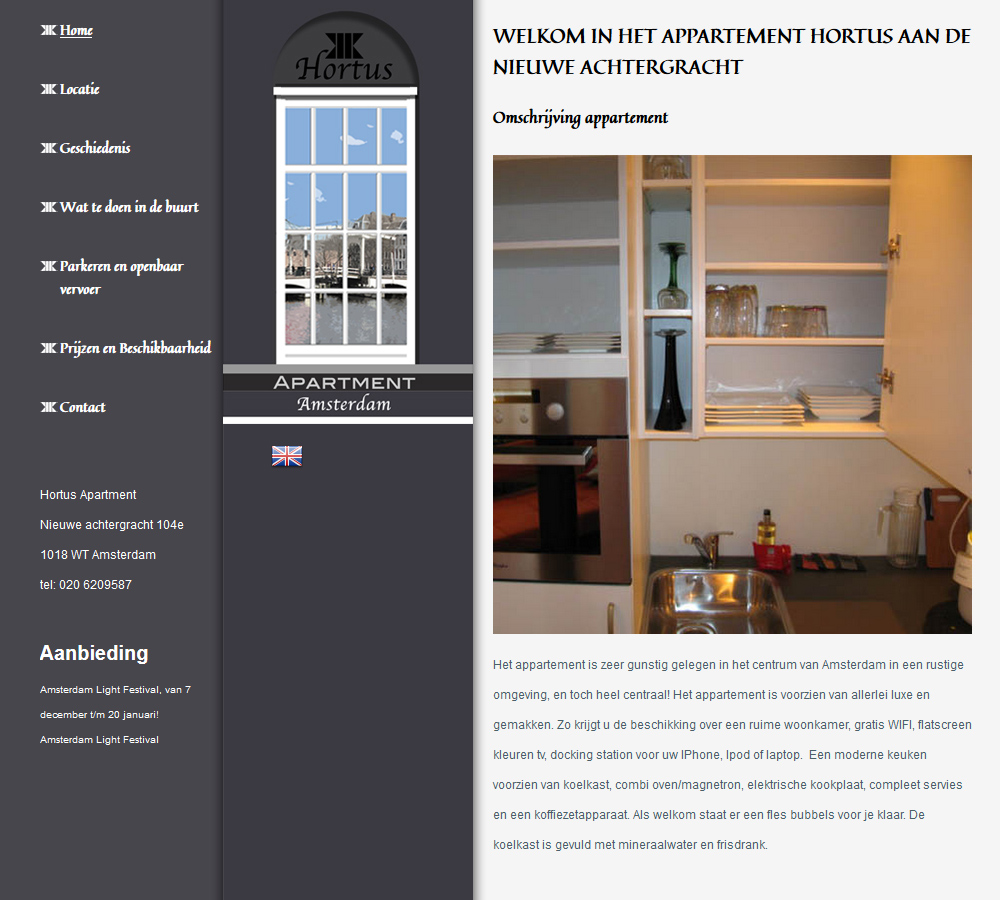 Home
Locatie
Geschiedenis
Wat te doen in de buurt
Parkeren en openbaar
vervoer
Prijzen en Beschikbaarheid
Contact
Hortus Apartment
Nieuwe achtergracht 104e
1018 WT Amsterdam
tel: 020 6209587
Aanbieding
Amsterdam Light Festival, van 7
december t/m 20 januari!
Amsterdam Light Festival
Hortus
APARTMENT
Amsterdam
WELKOM IN HET APPARTEMENT HORTUS AAN DE
NIEUWE ACHTERGRACHT
Omschrijving appartement
Het appartement is zeer gunstig gelegen in het centrum van Amsterdam in een rustige
omgeving, en toch heel centraal! Het appartement is voorzien van allerlei luxe en
gemakken. Zo krijgt u de beschikking over een ruime woonkamer, gratis WIFI, flatscreen
kleuren tv, docking station voor uw IPhone, Ipod of laptop.  Een moderne keuken
voorzien van koelkast, combi oven/magnetron, elektrische kookplaat, compleet servies
en een koffiezetapparaat. Als welkom staat er een fles bubbels voor je klaar. De
koelkast is gevuld met mineraalwater en frisdrank.